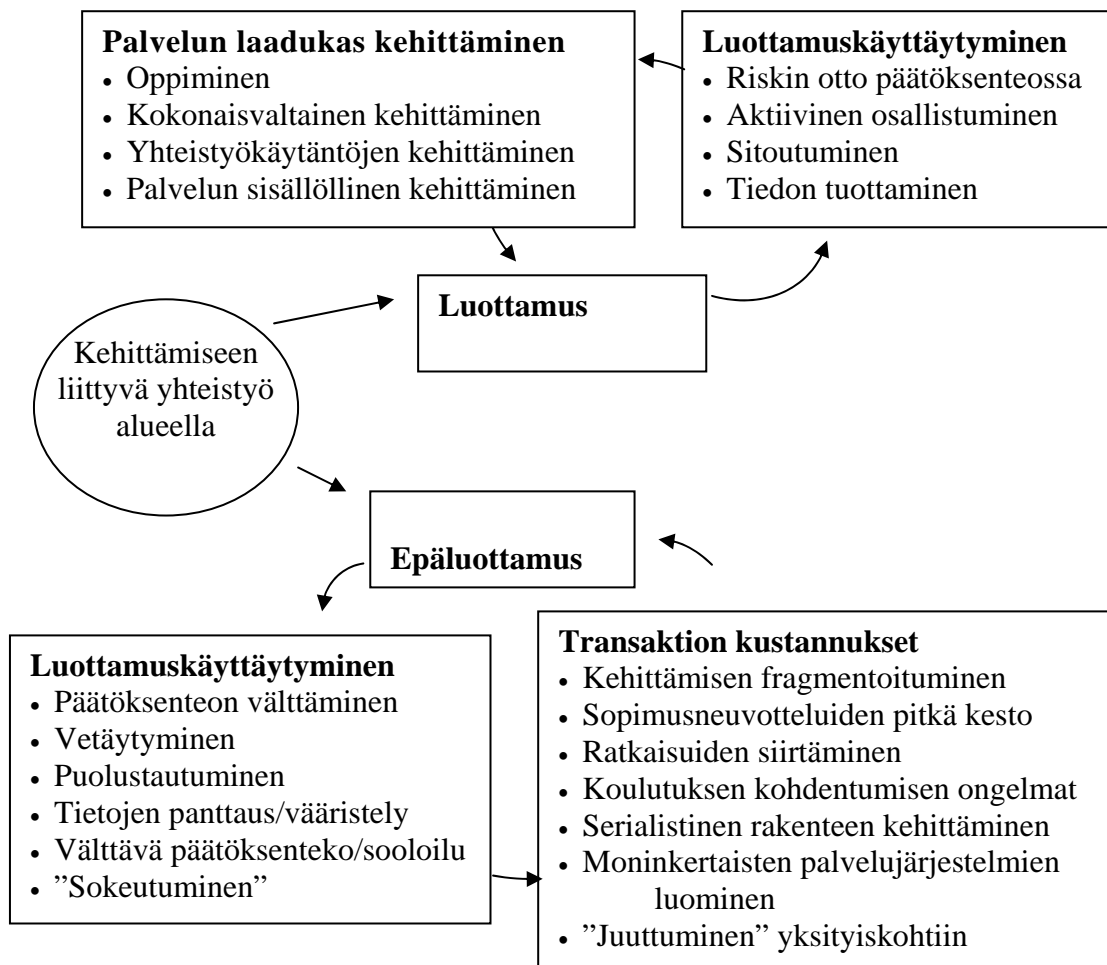 Palvelun laadukas kehittäminen
• Oppiminen
• Kokonaisvaltainen kehittäminen
• Yhteistyökäytäntöjen kehittäminen
• Palvelun sisällöllinen kehittäminen
Luottamuskäyttäytyminen
• Riskin otto päätöksenteossa
• Aktiivinen osallistuminen
• Sitoutuminen
• Tiedon tuottaminen
Luottamus
Kehittämiseen
liittyvä yhteistyö
alueella
Epäluottamus
Luottamuskäyttäytyminen
• Päätöksenteon välttäminen
• Vetäytyminen
• Puolustautuminen
• Tietojen panttaus/vääristely
• Välttävä päätöksenteko/sooloilu
• ”Sokeutuminen”
Transaktion kustannukset
• Kehittämisen fragmentoituminen
• Sopimusneuvotteluiden pitkä kesto
• Ratkaisuiden siirtäminen
• Koulutuksen kohdentumisen ongelmat
• Serialistinen rakenteen kehittäminen
• Moninkertaisten palvelujärjestelmien
luominen
• ”Juuttuminen” yksityiskohtiin